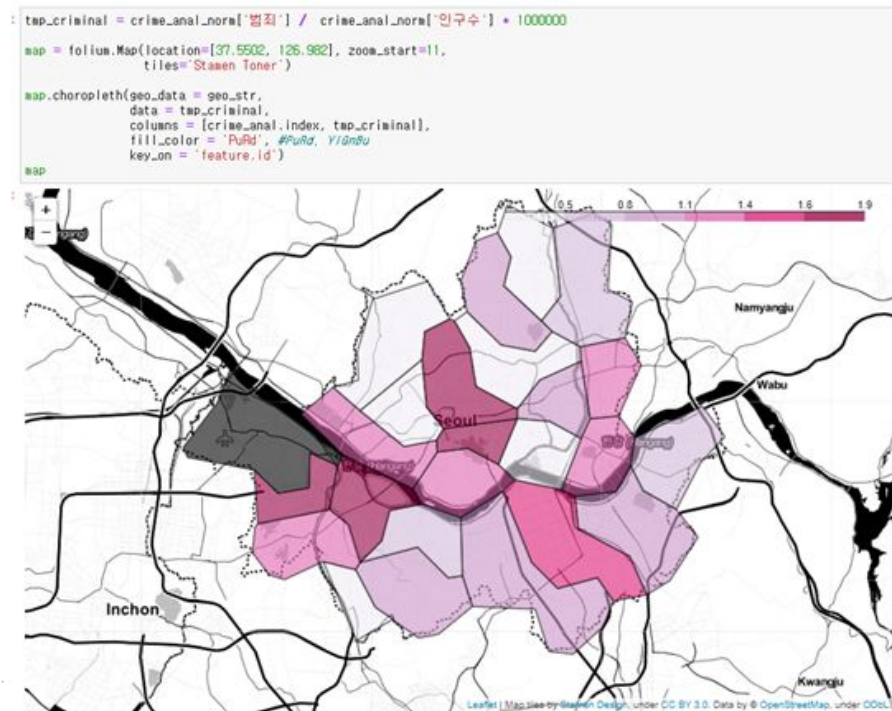 tmp_criminal = crime_anal_norm['범죄'] / crime_anal_norm['인구수'] * 1000000
map = folium.Map(location=[37.5502, 126.982], zoom_start=11,
tiles='Stamen Toner')
map.choropleth(geo_data = geo_str,
data = tmp_criminal,
columns = [crime_anal.index, tmp_criminal],
fill_color = 'PuRd', #PuRd, YlGnBu
key_on = 'feature.id')
map
+
−
0.5 0.8 1.1 1.4 1.6 1.9
Namyangju
Wabu
Seoul
Inchon
Kwangju
Leaflet | Map tiles by Stamen Design, under CC BY 3.0. Data by © OpenStreetMap, under ODbL.